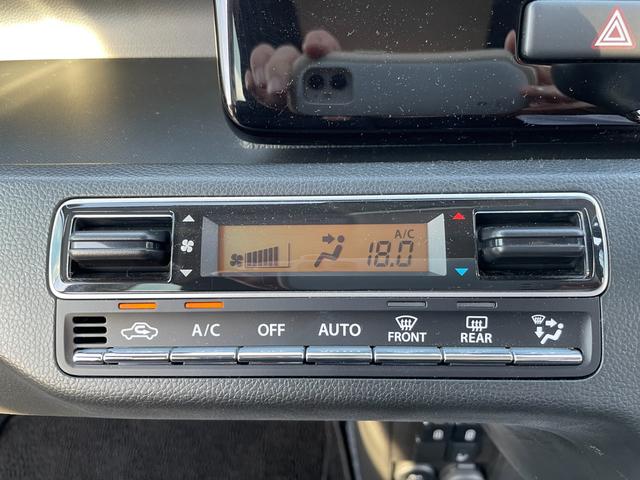 A/C
18.0
A/C OFF AUTO FRONT REAR